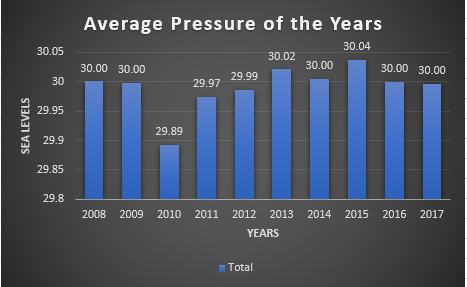 Average Pressure of the Years
SEA LEVELS
30.05
30
29.95
29.9
29.85
29.8
30.00 30.00 29.89 29.97 29.99 30.02 30.00 30.04 30.00 30.00
2008 2009 2010 2011 2012 2013 2014 2015 2016 2017
YEARS
Total